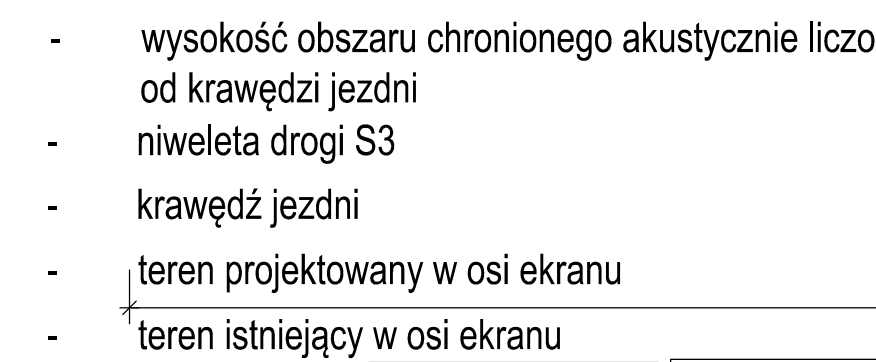 - wysokość obszaru chronionego akustycznie liczo
od krawędzi jezdni
- niweleta drogi S3
- krawędź jezdni
- teren projektowany w osi ekranu
- teren istniejący w osi ekranu